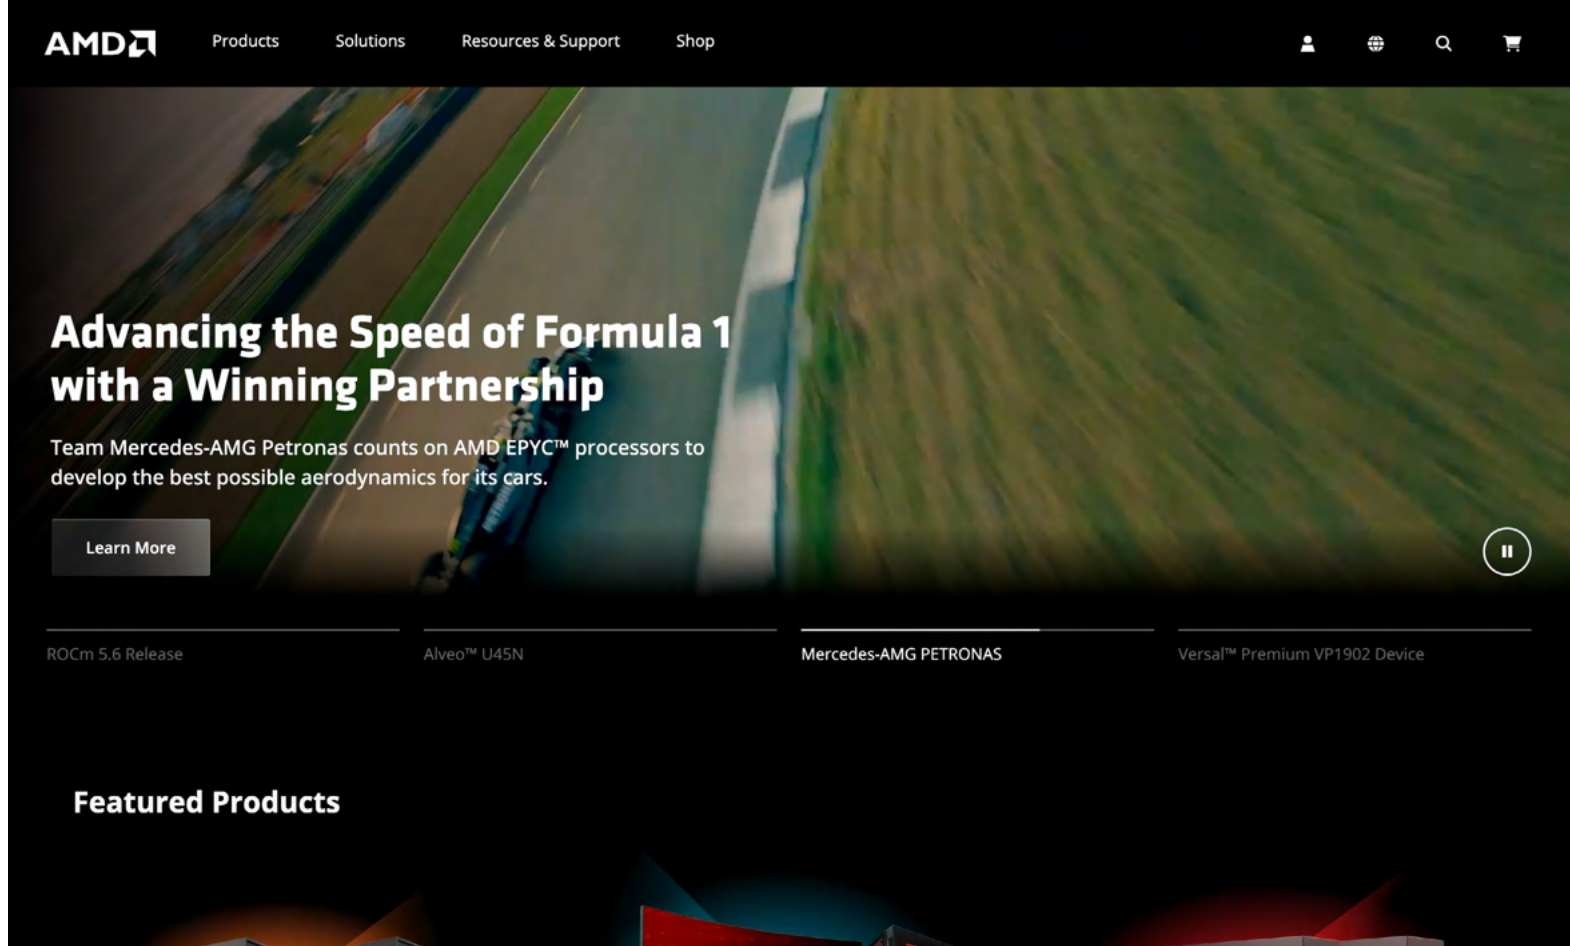 AMD
Products
Solutions
Resources & Support
Shop
Advancing the Speed of Formula 1
with a Winning Partnership
Team Mercedes-AMG Petronas counts on AMD EPYC™ processors to
develop the best possible aerodynamics for its cars.
Learn More
ROCm 5.6 Release
Alveo™ U45N
Mercedes-AMG PETRONAS
Versal™ Premium VP1902 Device
Featured Products